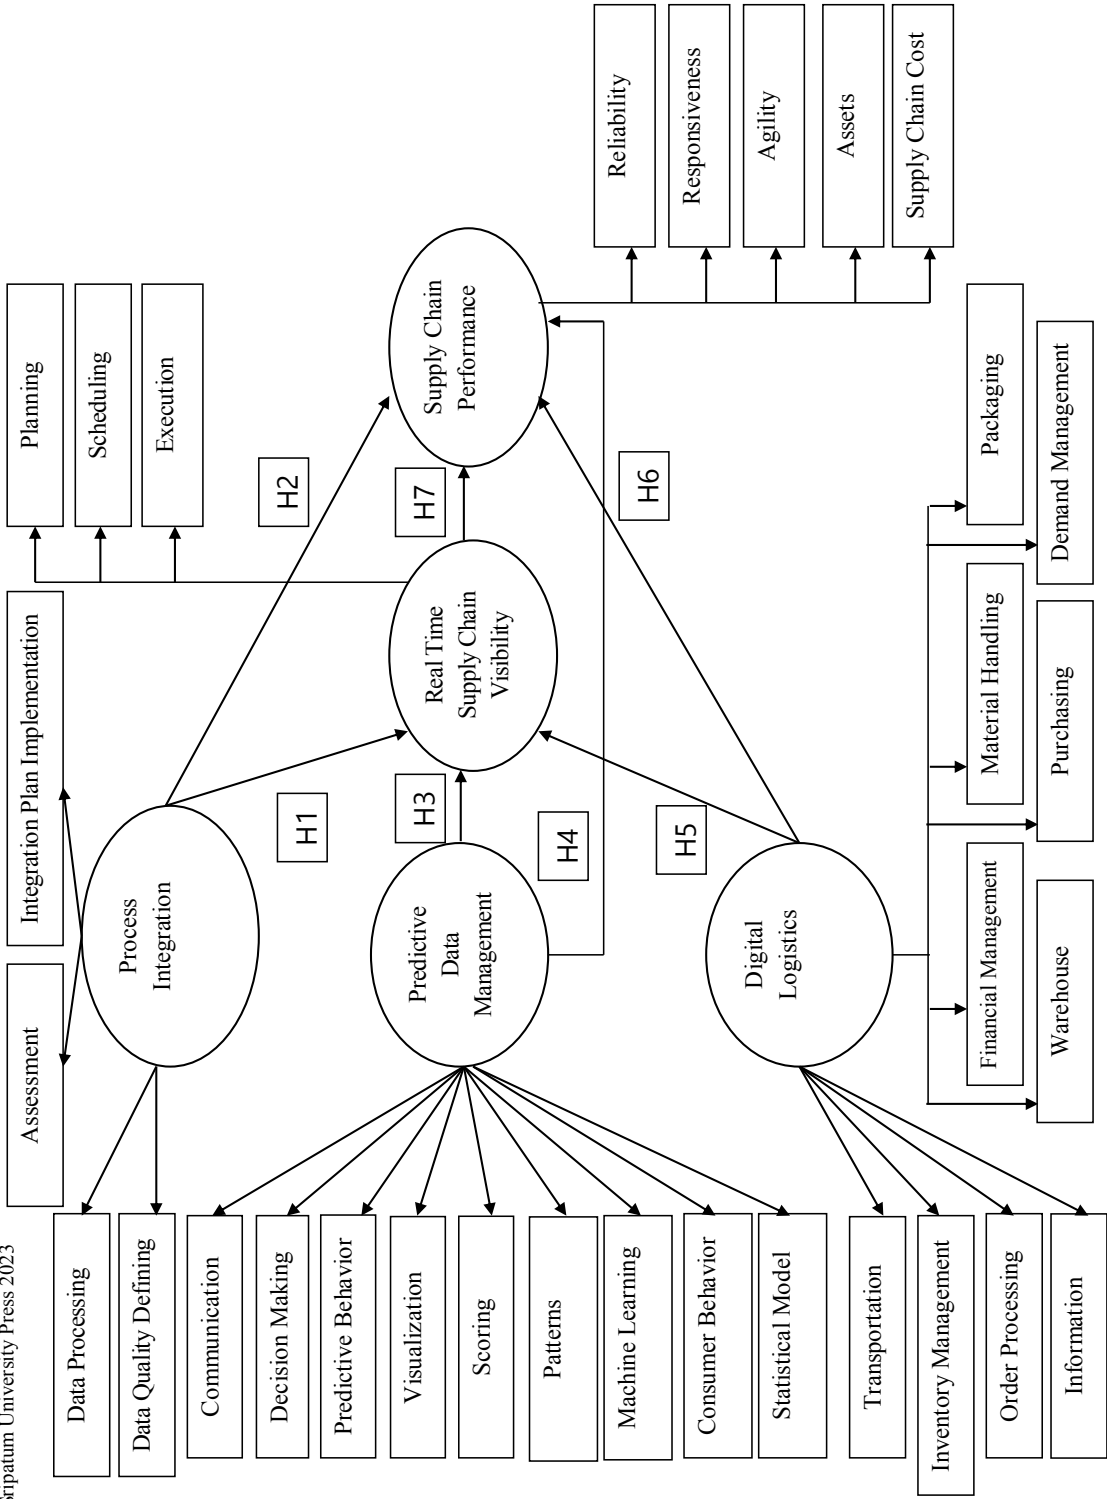 Sripatum University Press 2023
Data Processing
Data Quality Defining
Communication
Decision Making
Predictive Behavior
Visualization
Scoring
Patterns
Machine Learning
Consumer Behavior
Statistical Model
Transportation
Inventory Management
Order Processing
Information
Assessment
Integration Plan Implementation
Process
Integration
Predictive
Data
Management
Digital
Logistics
Financial Management
Warehouse
Material Handling
Purchasing
Packaging
Demand Management
H1
H3
H4
H5
Real Time
Supply Chain
Visibility
Planning
Scheduling
Execution
H2
H7
H6
Supply Chain
Performance
Reliability
Responsiveness
Agility
Assets
Supply Chain Cost